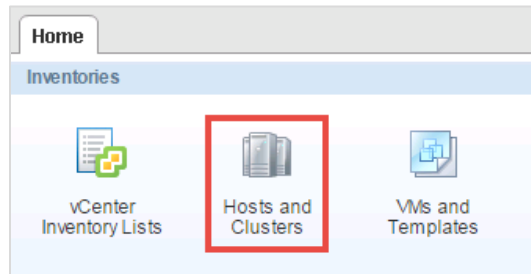 Home
Inventories
vCenter
Inventory Lists
Hosts and
Clusters
VMs and
Templates